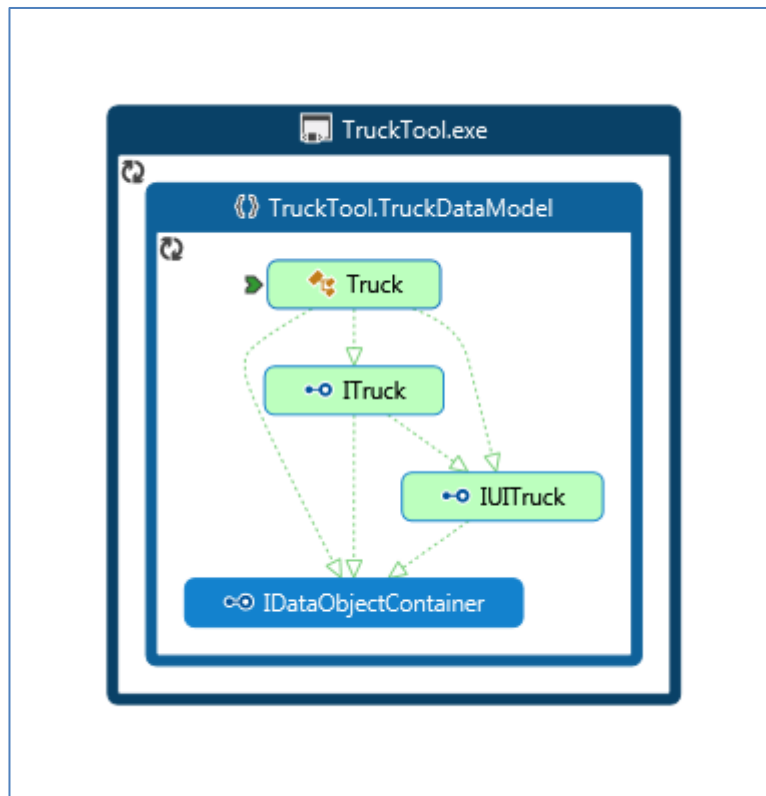 TruckTool.exe
TruckTool.TruckDataModel
Truck
ITruck
IUITruck
IDataObjectContainer